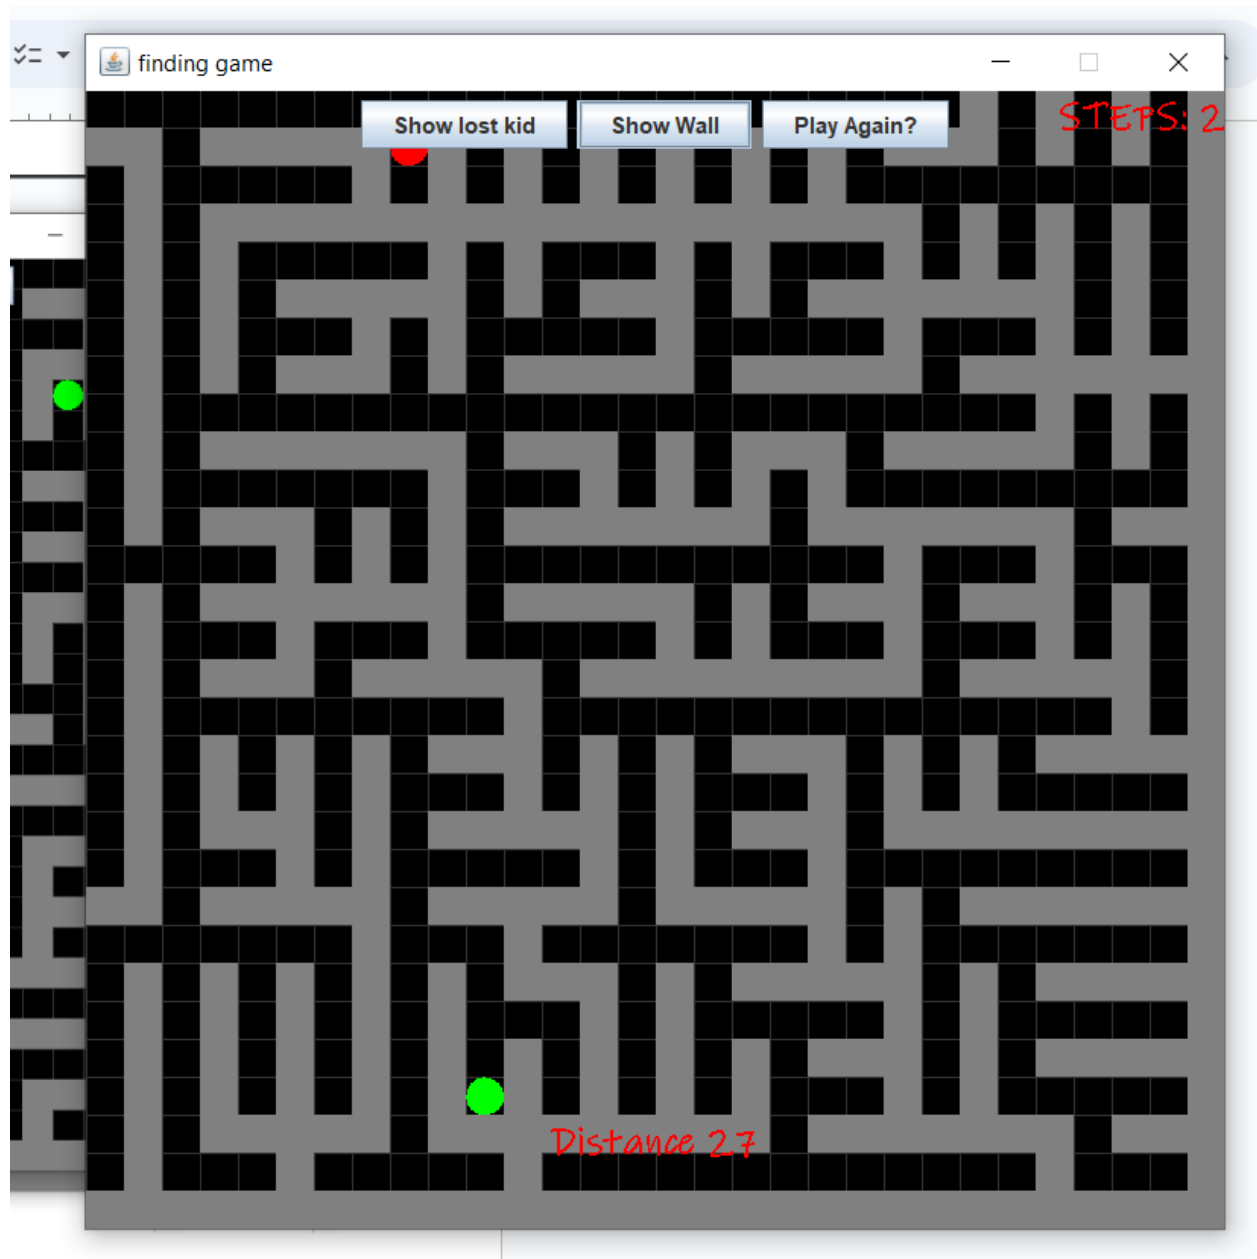 finding game
Show lost kid
Show Wall
Play Again?
STEPS: 2
Distance 27